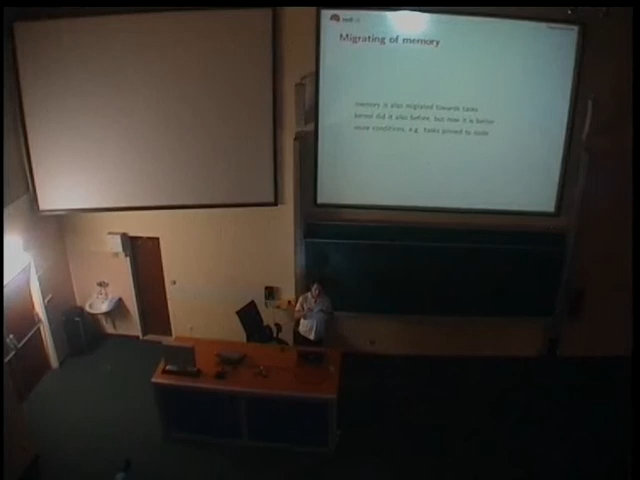 Migrating of memory
memory is also migrated towards tasks
kernel did it also before, but now it is better
more conditions, e.g. tasks pinned to node